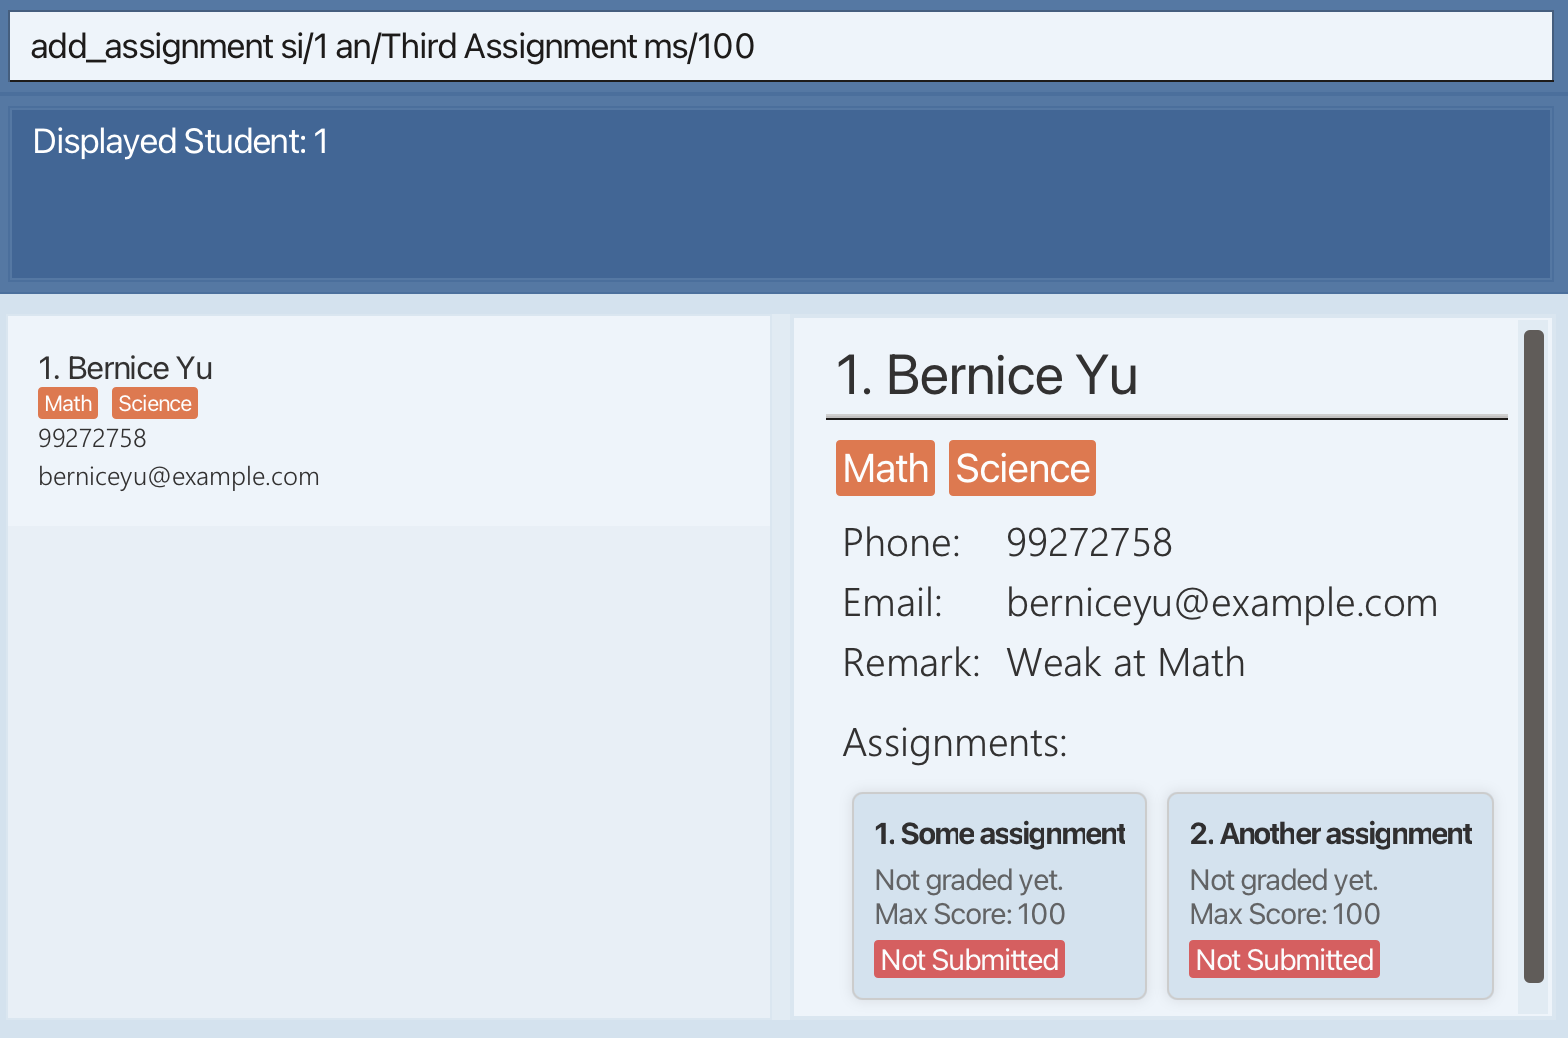 add_assignment si/1 an/Third Assignment ms/100
Displayed Student: 1
1. Bernice Yu
Math Science
99272758
berniceyu@example.com
1. Bernice Yu
Math Science
Phone: 99272758
Email: berniceyu@example.com
Remark: Weak at Math
Assignments:
1. Some assignment
Not graded yet.
Max Score: 100
Not Submitted
2. Another assignment
Not graded yet.
Max Score: 100
Not Submitted